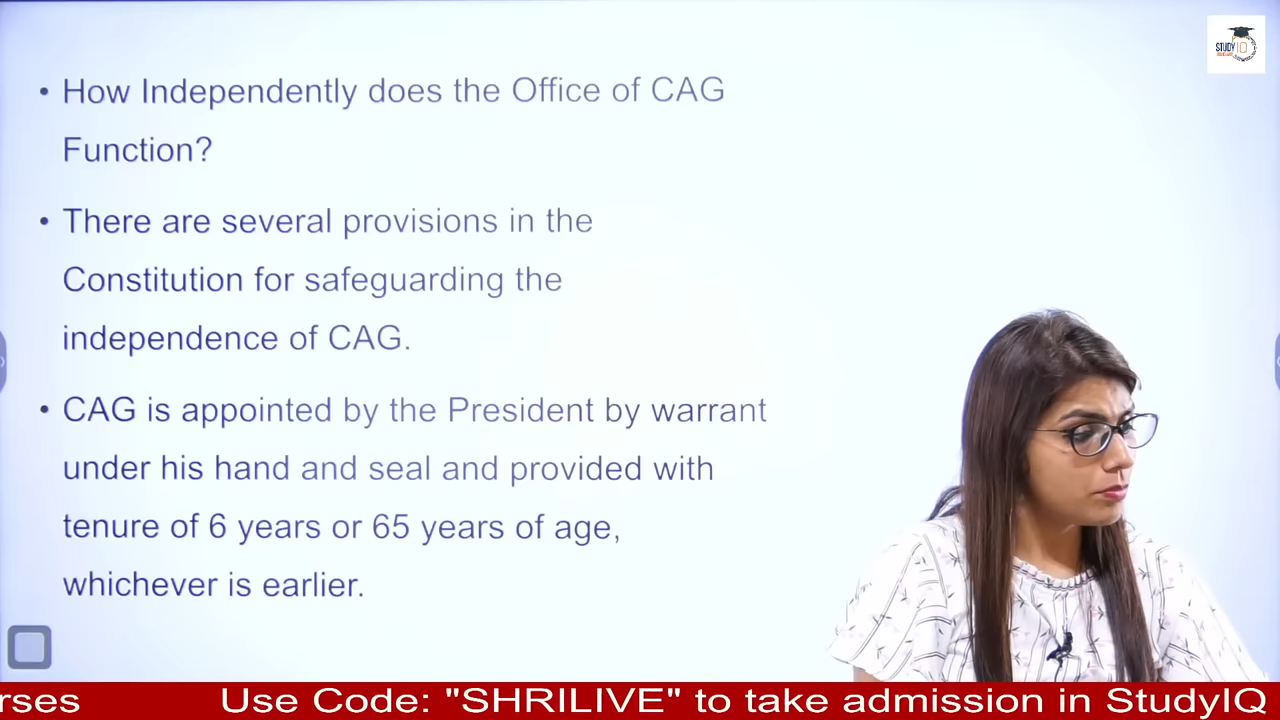 • How Independently does the Office of CAG
Function?
• There are several provisions in the
Constitution for safeguarding the
independence of CAG.
• CAG is appointed by the President by warrant
under his hand and seal and provided with
tenure of 6 years or 65 years of age,
whichever is earlier.
STUDY IQ
rses Use Code: "SHRILIVE" to take admission in StudyIQ